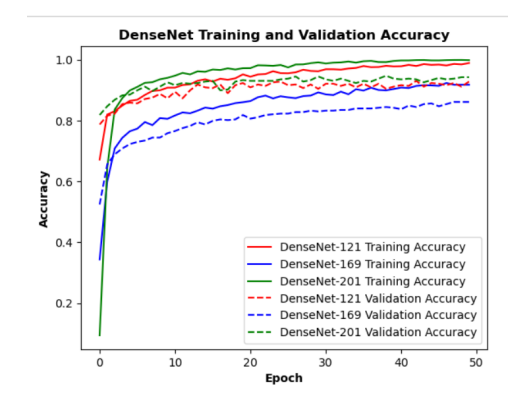 DenseNet Training and Validation Accuracy
1.0
0.8
0.6
0.4
0.2
Accuracy
DenseNet-121 Training Accuracy
DenseNet-169 Training Accuracy
DenseNet-201 Training Accuracy
DenseNet-121 Validation Accuracy
DenseNet-169 Validation Accuracy
DenseNet-201 Validation Accuracy
0 10 20 30 40 50
Epoch